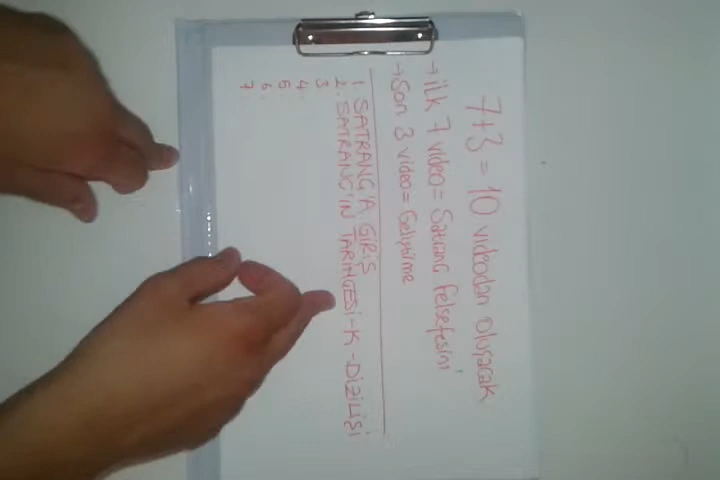 7+3 = 10 videodan oluşacak
→ilk 7 video= Satranç felsefesini
→Son 3 video= Geliştirme
1. SATRANÇ'A GİRİŞ
2. SATRANÇ'IN TARİHÇESİ-K-DİZİLİŞİ
3
4.
5.
6.
7.